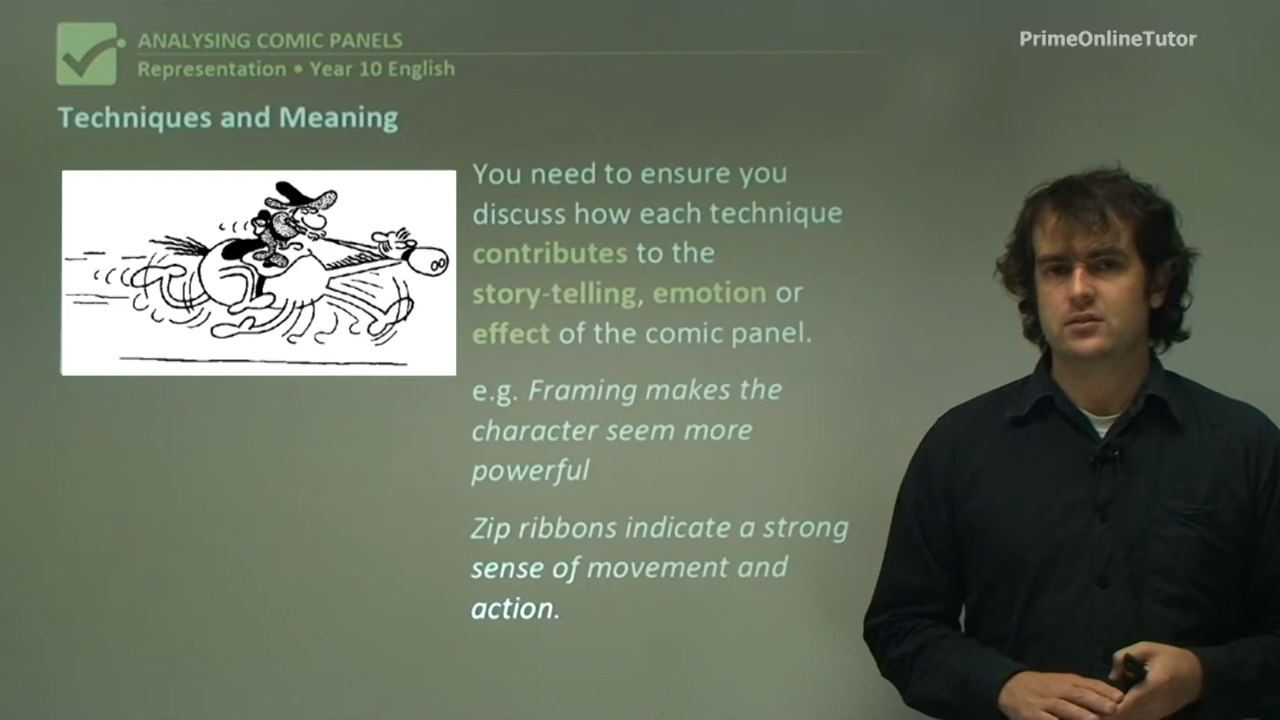 ANALYSING COMIC PANELS
Representation • Year 10 English
PrimeOnlineTutor
Techniques and Meaning
You need to ensure you
discuss how each technique
contributes to the
story-telling, emotion or
effect of the comic panel.
e.g. Framing makes the
character seem more
powerful
Zip ribbons indicate a strong
sense of movement and
action.